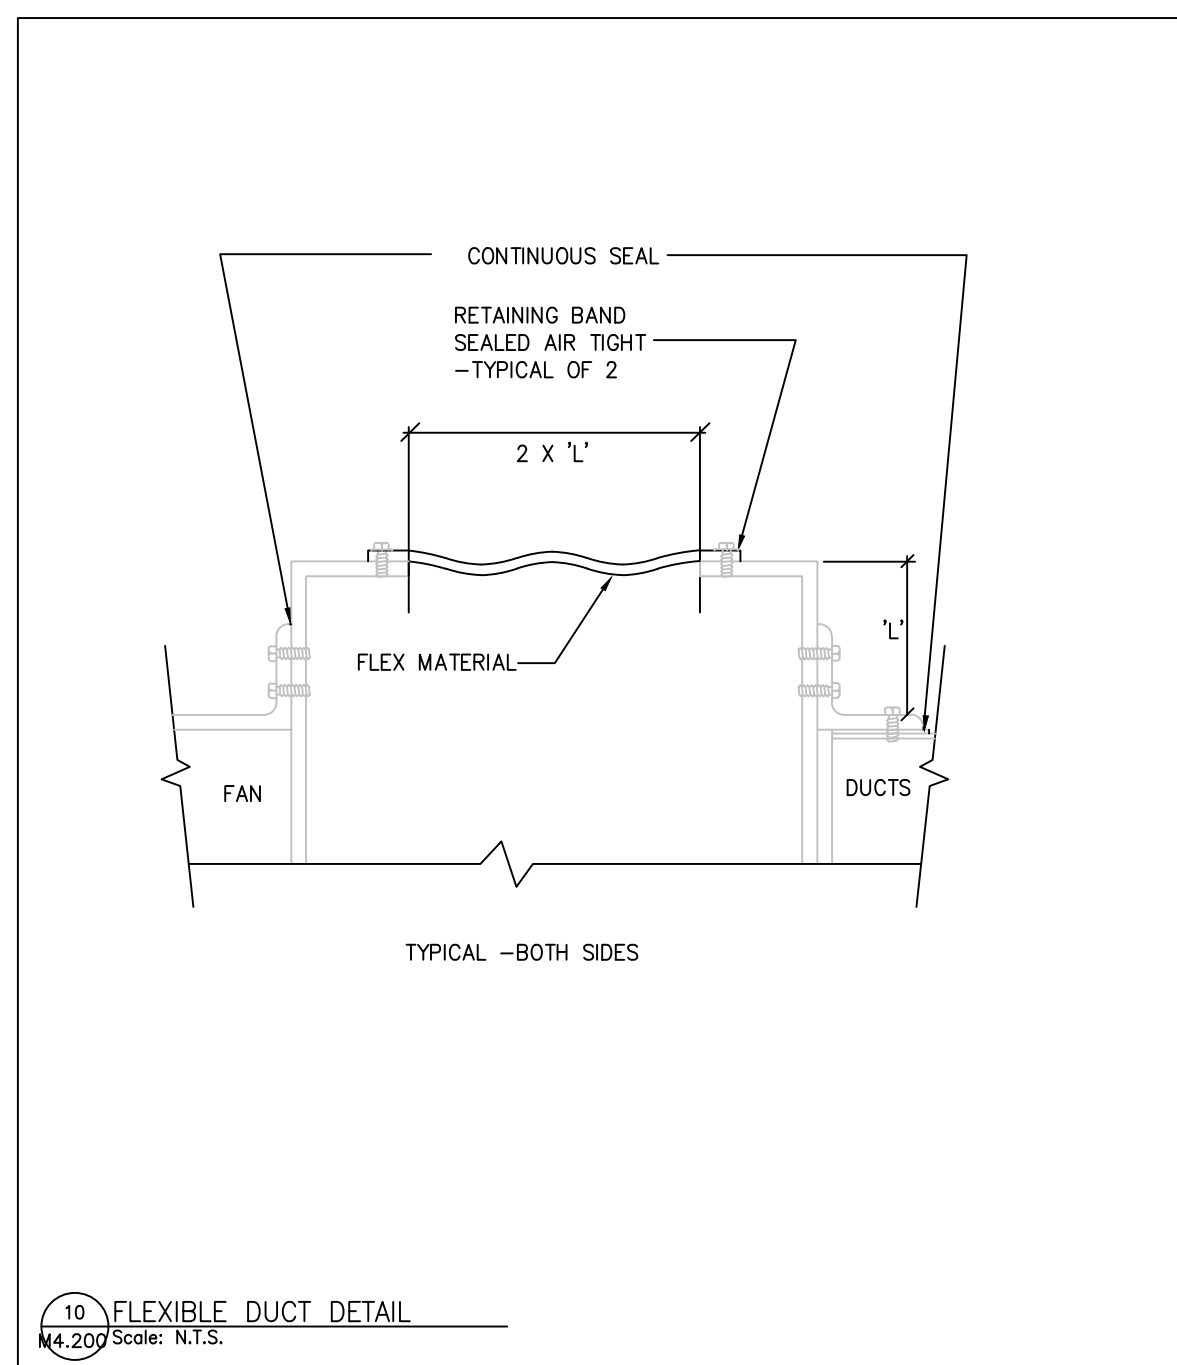 CONTINUOUS SEAL
RETAINING BAND
SEALED AIR TIGHT
-TYPICAL OF 2
2 X 'L'
'L'
FLEX MATERIAL
FAN
DUCTS
TYPICAL -BOTH SIDES
10
FLEXIBLE DUCT DETAIL
M4.200
Scale: N.T.S.